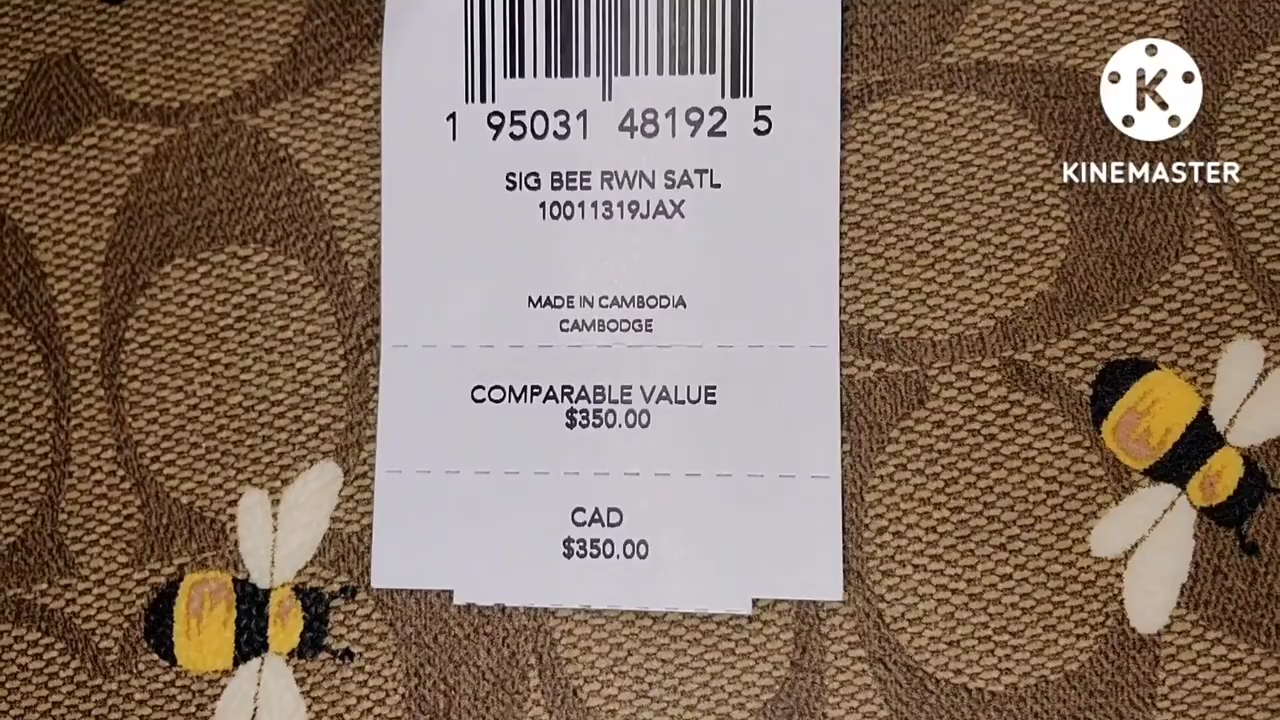 1 95031 48192 5
SIG BEE RWN SATL
10011319JAX
MADE IN CAMBODIA
CAMBODGE
COMPARABLE VALUE
$350.00
CAD
$350.00
K
KINEMASTER